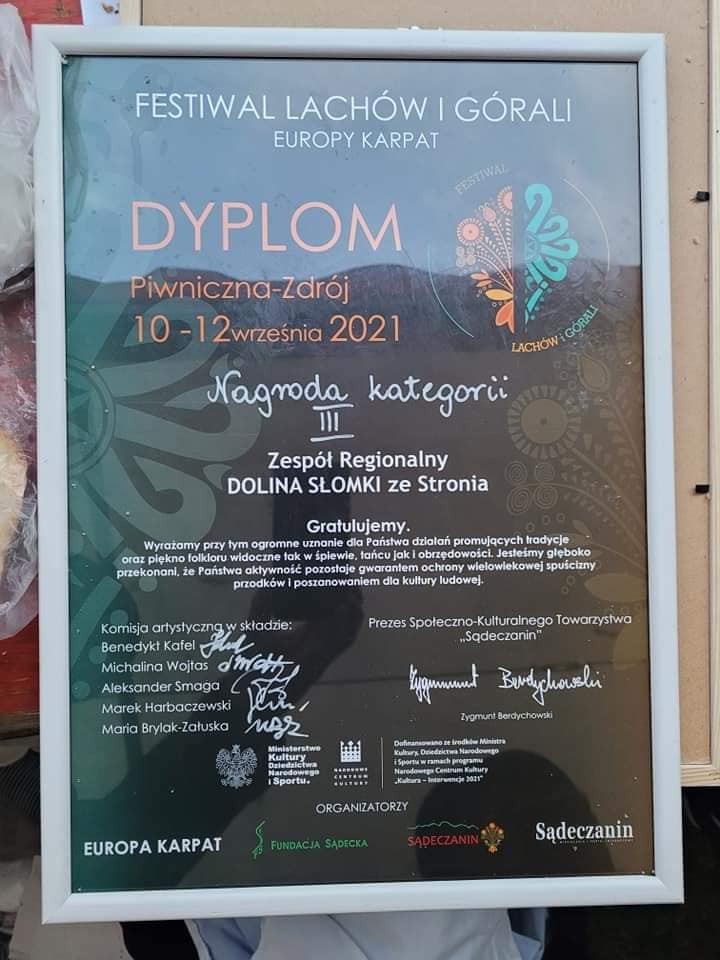 FESTIWAL LACHÓW I GÓRALI
EUROPY KARPAT
DYPLOM
Piwniczna-Zdrój
10 -12 września 2021
FESTIWAL
LACHÓW i GÓRALI
Nagroda kategorii
III
Zespół Regionalny
DOLINA SŁOMKI ze Stronia
Gratulujemy.
Wyrażamy przy tym ogromne uznanie dla Państwa działań promujących tradycje
oraz piękno folkloru widoczne tak w śpiewie, tańcu jak i obrzędowości. Jesteśmy głęboko
przekonani, że Państwa aktywność pozostaje gwarantem ochrony wielowiekowej spuścizny
przodków i poszanowaniem dla kultury ludowej.
Komisja artystyczna w składzie:
Benedykt Kafel
Michalina Wojtas
Aleksander Smaga
Marek Harbaczewski
Maria Brylak-Załuska
Prezes Społeczno-Kulturalnego Towarzystwa
„Sądeczanin”
Zygmunt Berdychowski
Zygmunt Berdychowski
Ministerstwo
Kultury
Dziedzictwa
Narodowego
i Sportu.
NARODOWE
CENTRUM
KULTURY
Dofinansowano ze środków Ministra
Kultury, Dziedzictwa Narodowego
i Sportu w ramach programu
Narodowego Centrum Kultury
„Kultura – Interwencje 2021”
ORGANIZATORZY
EUROPA KARPAT
FUNDACJA SĄDECKA
SĄDECZANIN
Sądeczanin